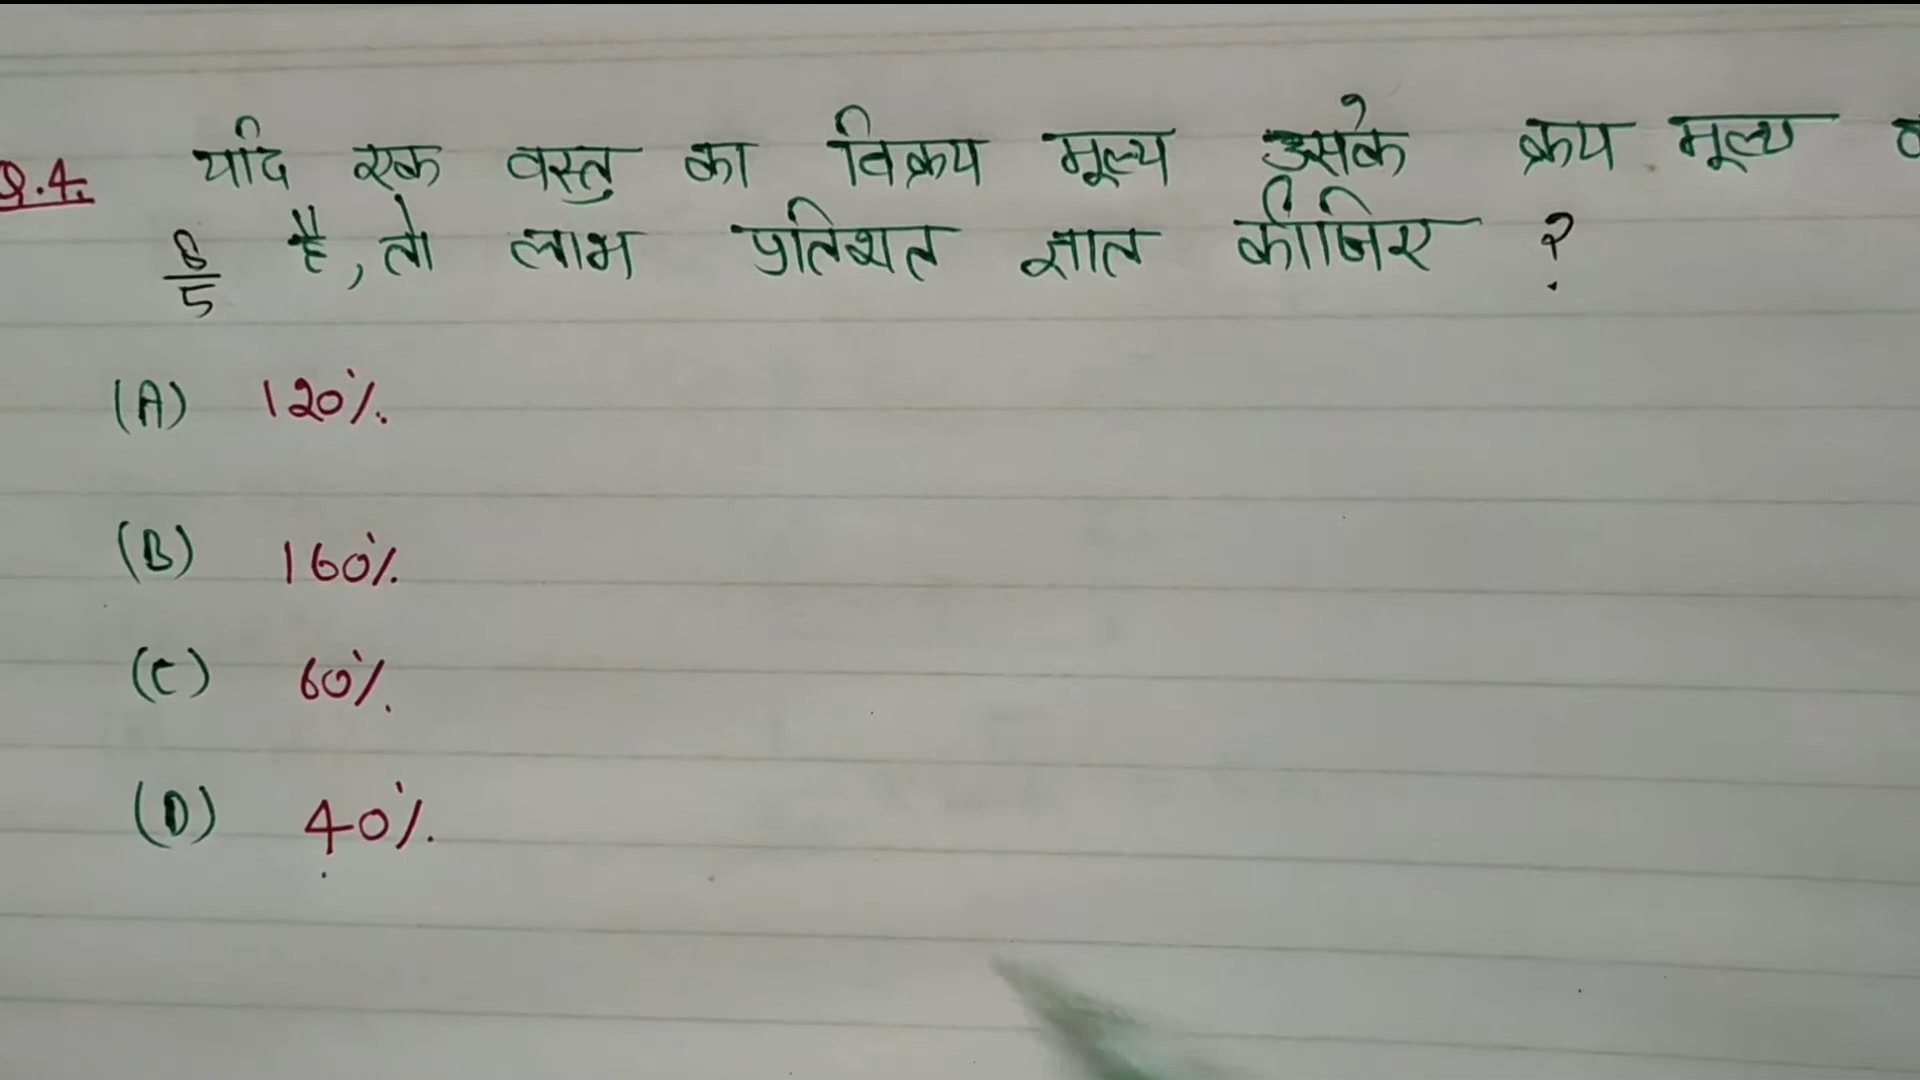 Q.4. यदि एक वस्तु का विक्रय मूल्य उसके क्रय मूल्य
8/5 है, तो लाभ प्रतिशत ज्ञात कीजिए ?
(A) 120%
(B) 160%
(C) 60%
(D) 40%